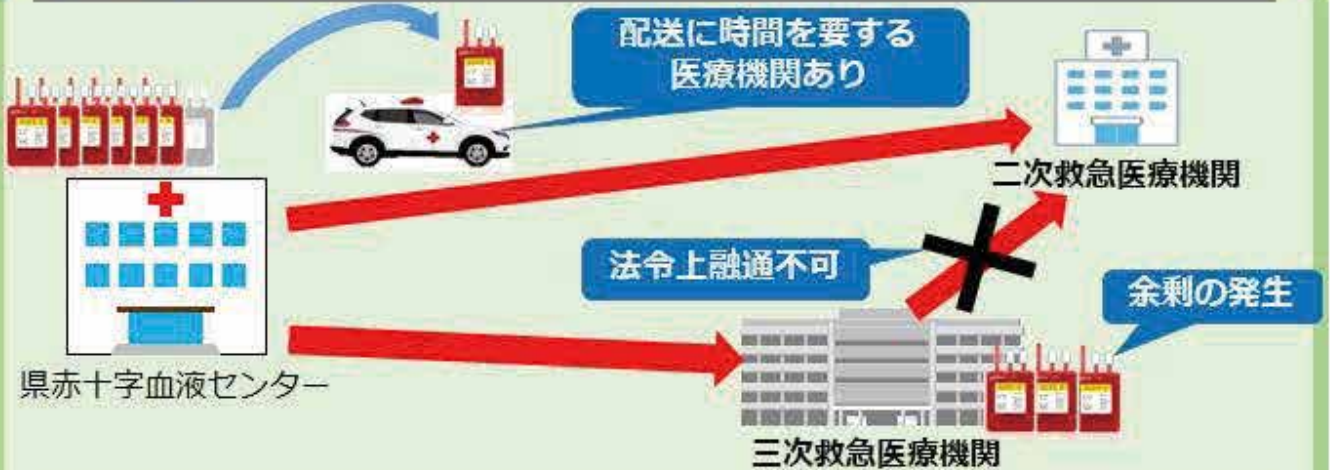 配送に時間を要する
医療機関あり
二次救急医療機関
法令上融通不可
余剰の発生
県赤十字血液センター
三次救急医療機関